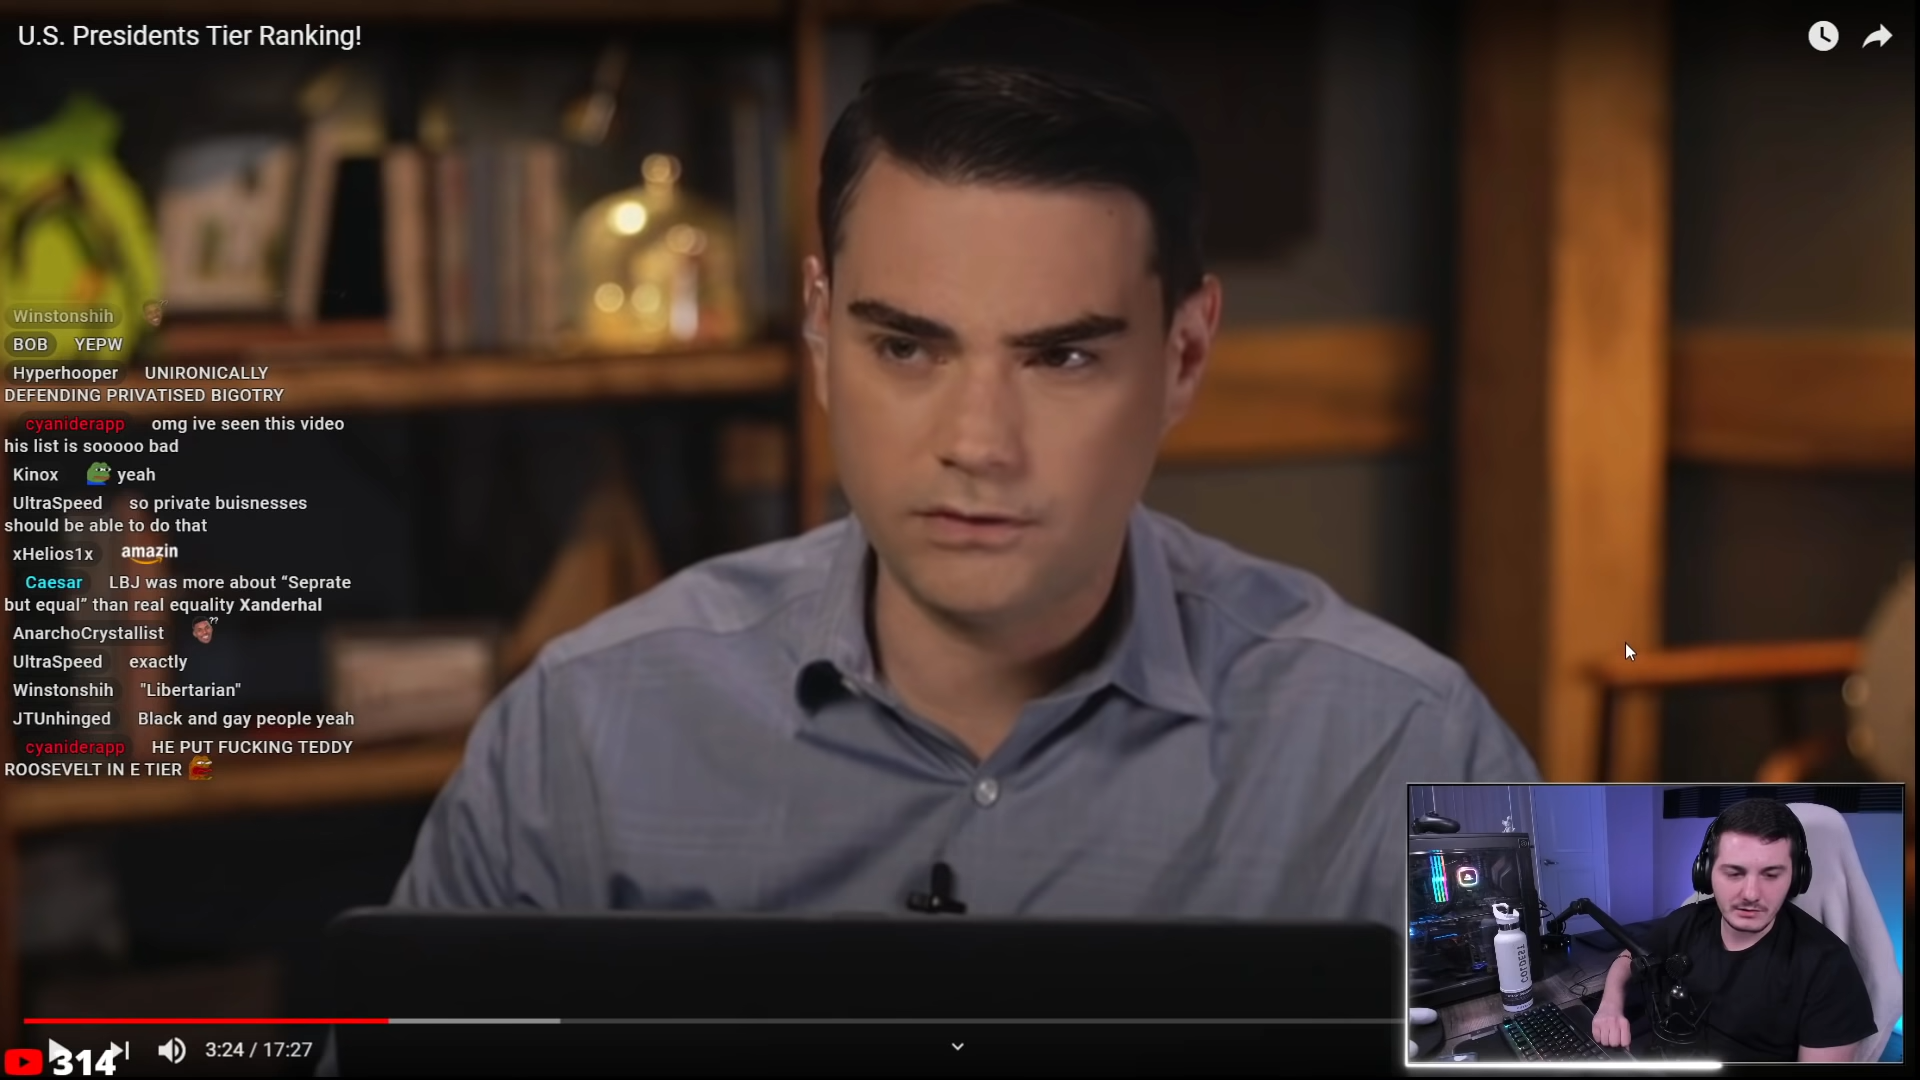 U.S. Presidents Tier Ranking!
Winstonshih
BOB YEPW
Hyperhooper UNIRONICALLY
DEFENDING PRIVATISED BIGOTRY
cyaniderapp omg ive seen this video
his list is sooooo bad
Kinox yeah
UltraSpeed so private buisnesses
should be able to do that
xHelios1x amazin
Caesar LBJ was more about “Seprate
but equal” than real equality Xanderhal
AnarchoCrystallist ??
UltraSpeed exactly
Winstonshih "Libertarian"
JTUnhinged Black and gay people yeah
cyaniderapp HE PUT FUCKING TEDDY
ROOSEVELT IN E TIER
COLDEST
3:24 / 17:27
314